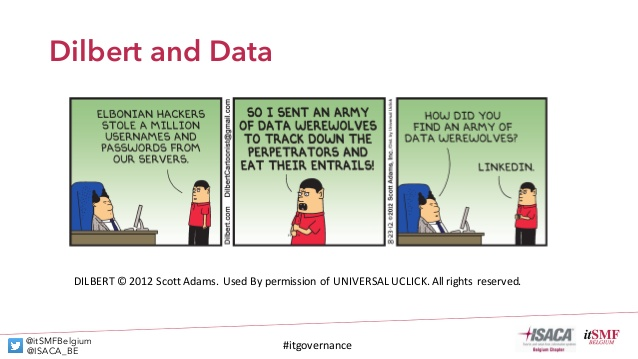 Dilbert and Data
ELBONIAN HACKERS
STOLE A MILLION
USERNAMES AND
PASSWORDS FROM
OUR SERVERS.
Dilbert.com DilbertCartoonist@gmail.com
SO I SENT AN ARMY
OF DATA WEREWOLVES
TO TRACK DOWN THE
PERPETRATORS AND
EAT THEIR ENTRAILS!
8-23-12 ©2012 Scott Adams, Inc. /Dist. by Universal Uclick
HOW DID YOU
FIND AN ARMY OF
DATA WEREWOLVES?
LINKEDIN.
DILBERT © 2012 Scott Adams. Used By permission of UNIVERSAL UCLICK. All rights reserved.
@itSMFBelgium
@ISACA_BE
#itgovernance
ISACA
Belgium Chapter
itSMF
BELGIUM